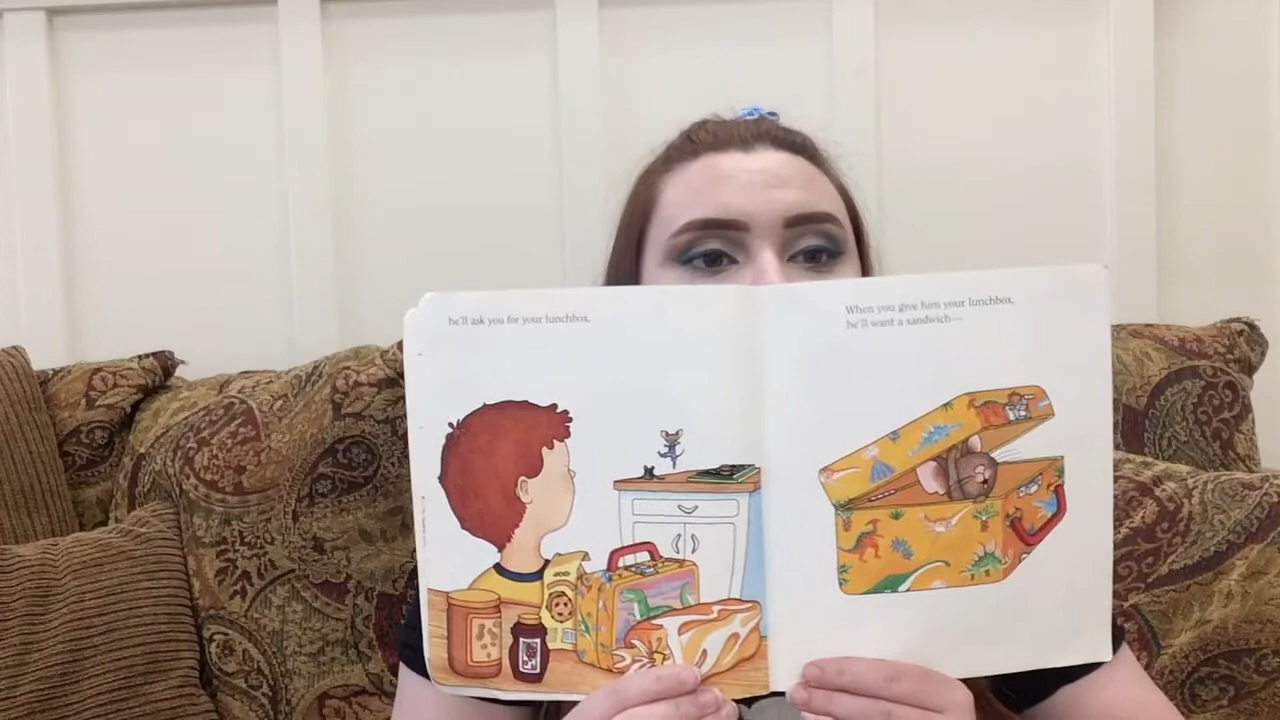 he'll ask you for your lunchbox,
When you give him your lunchbox,
he'll want a sandwich—